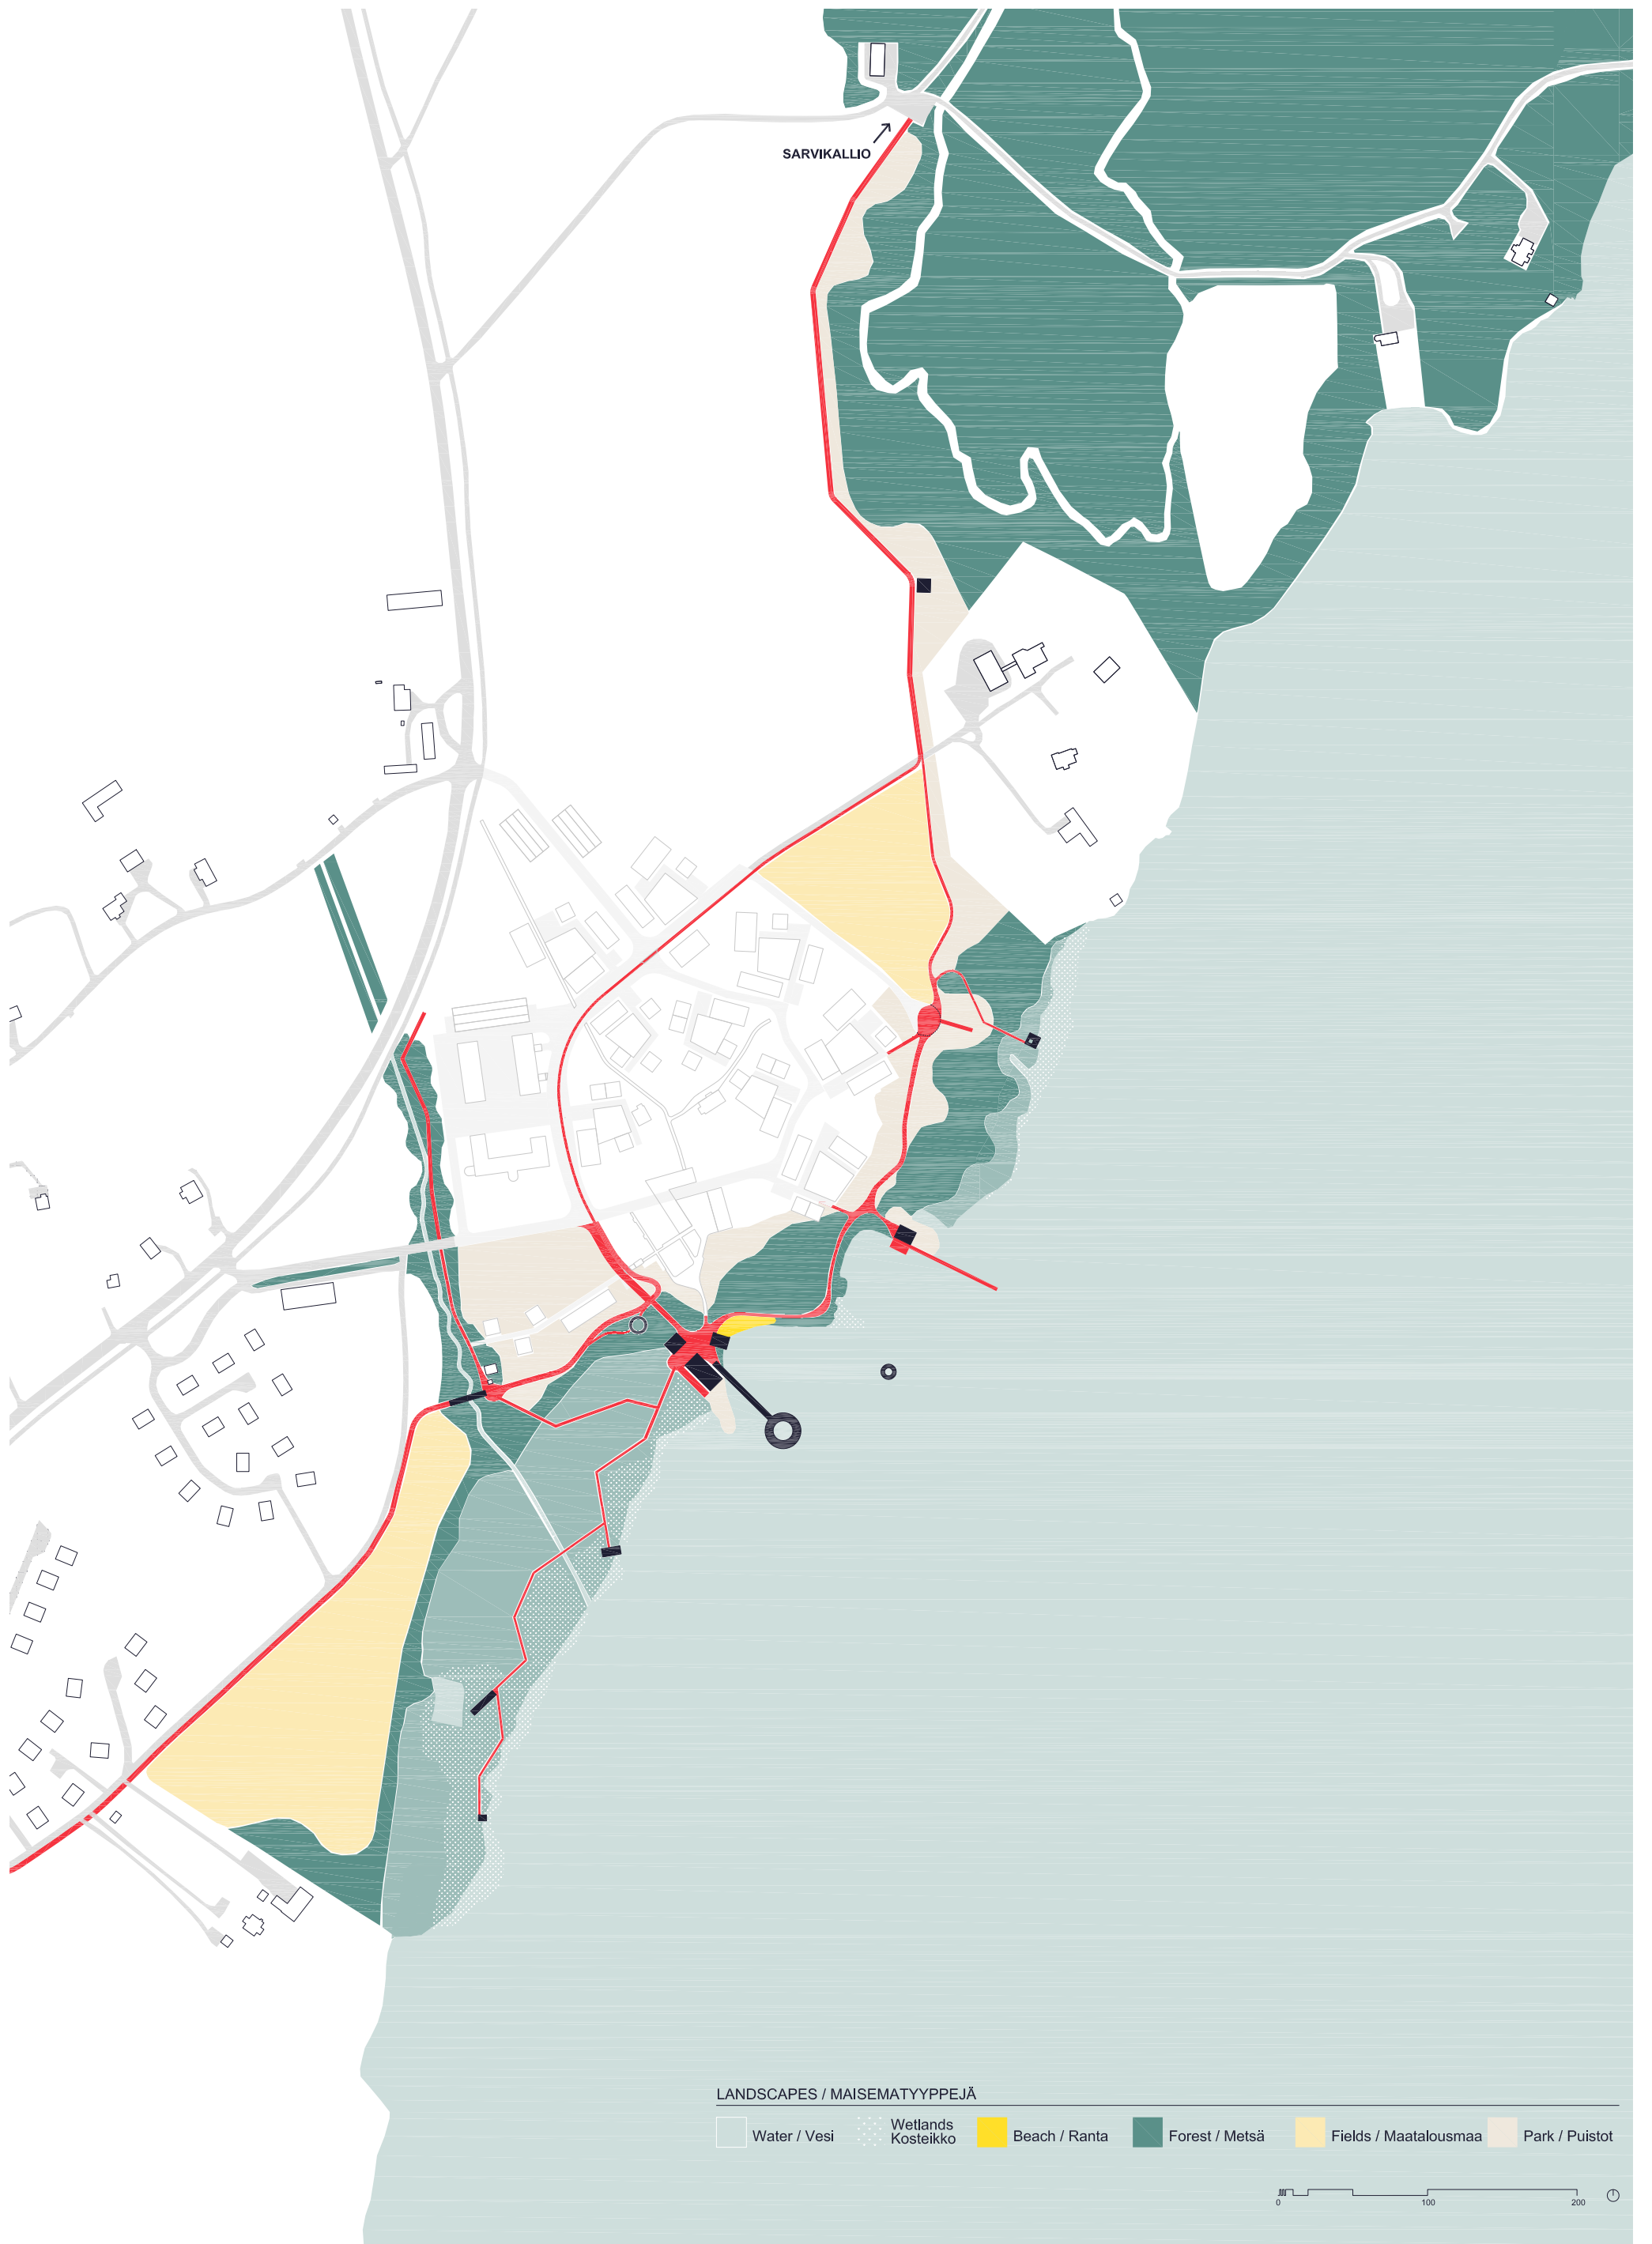 SARVIKALLIO
LANDSCAPES / MAISEMATYYPPEJÄ
Water / Vesi
Wetlands
Kosteikko
Beach / Ranta
Forest / Metsä
Fields / Maatalousmaa
Park / Puistot
0 100 200